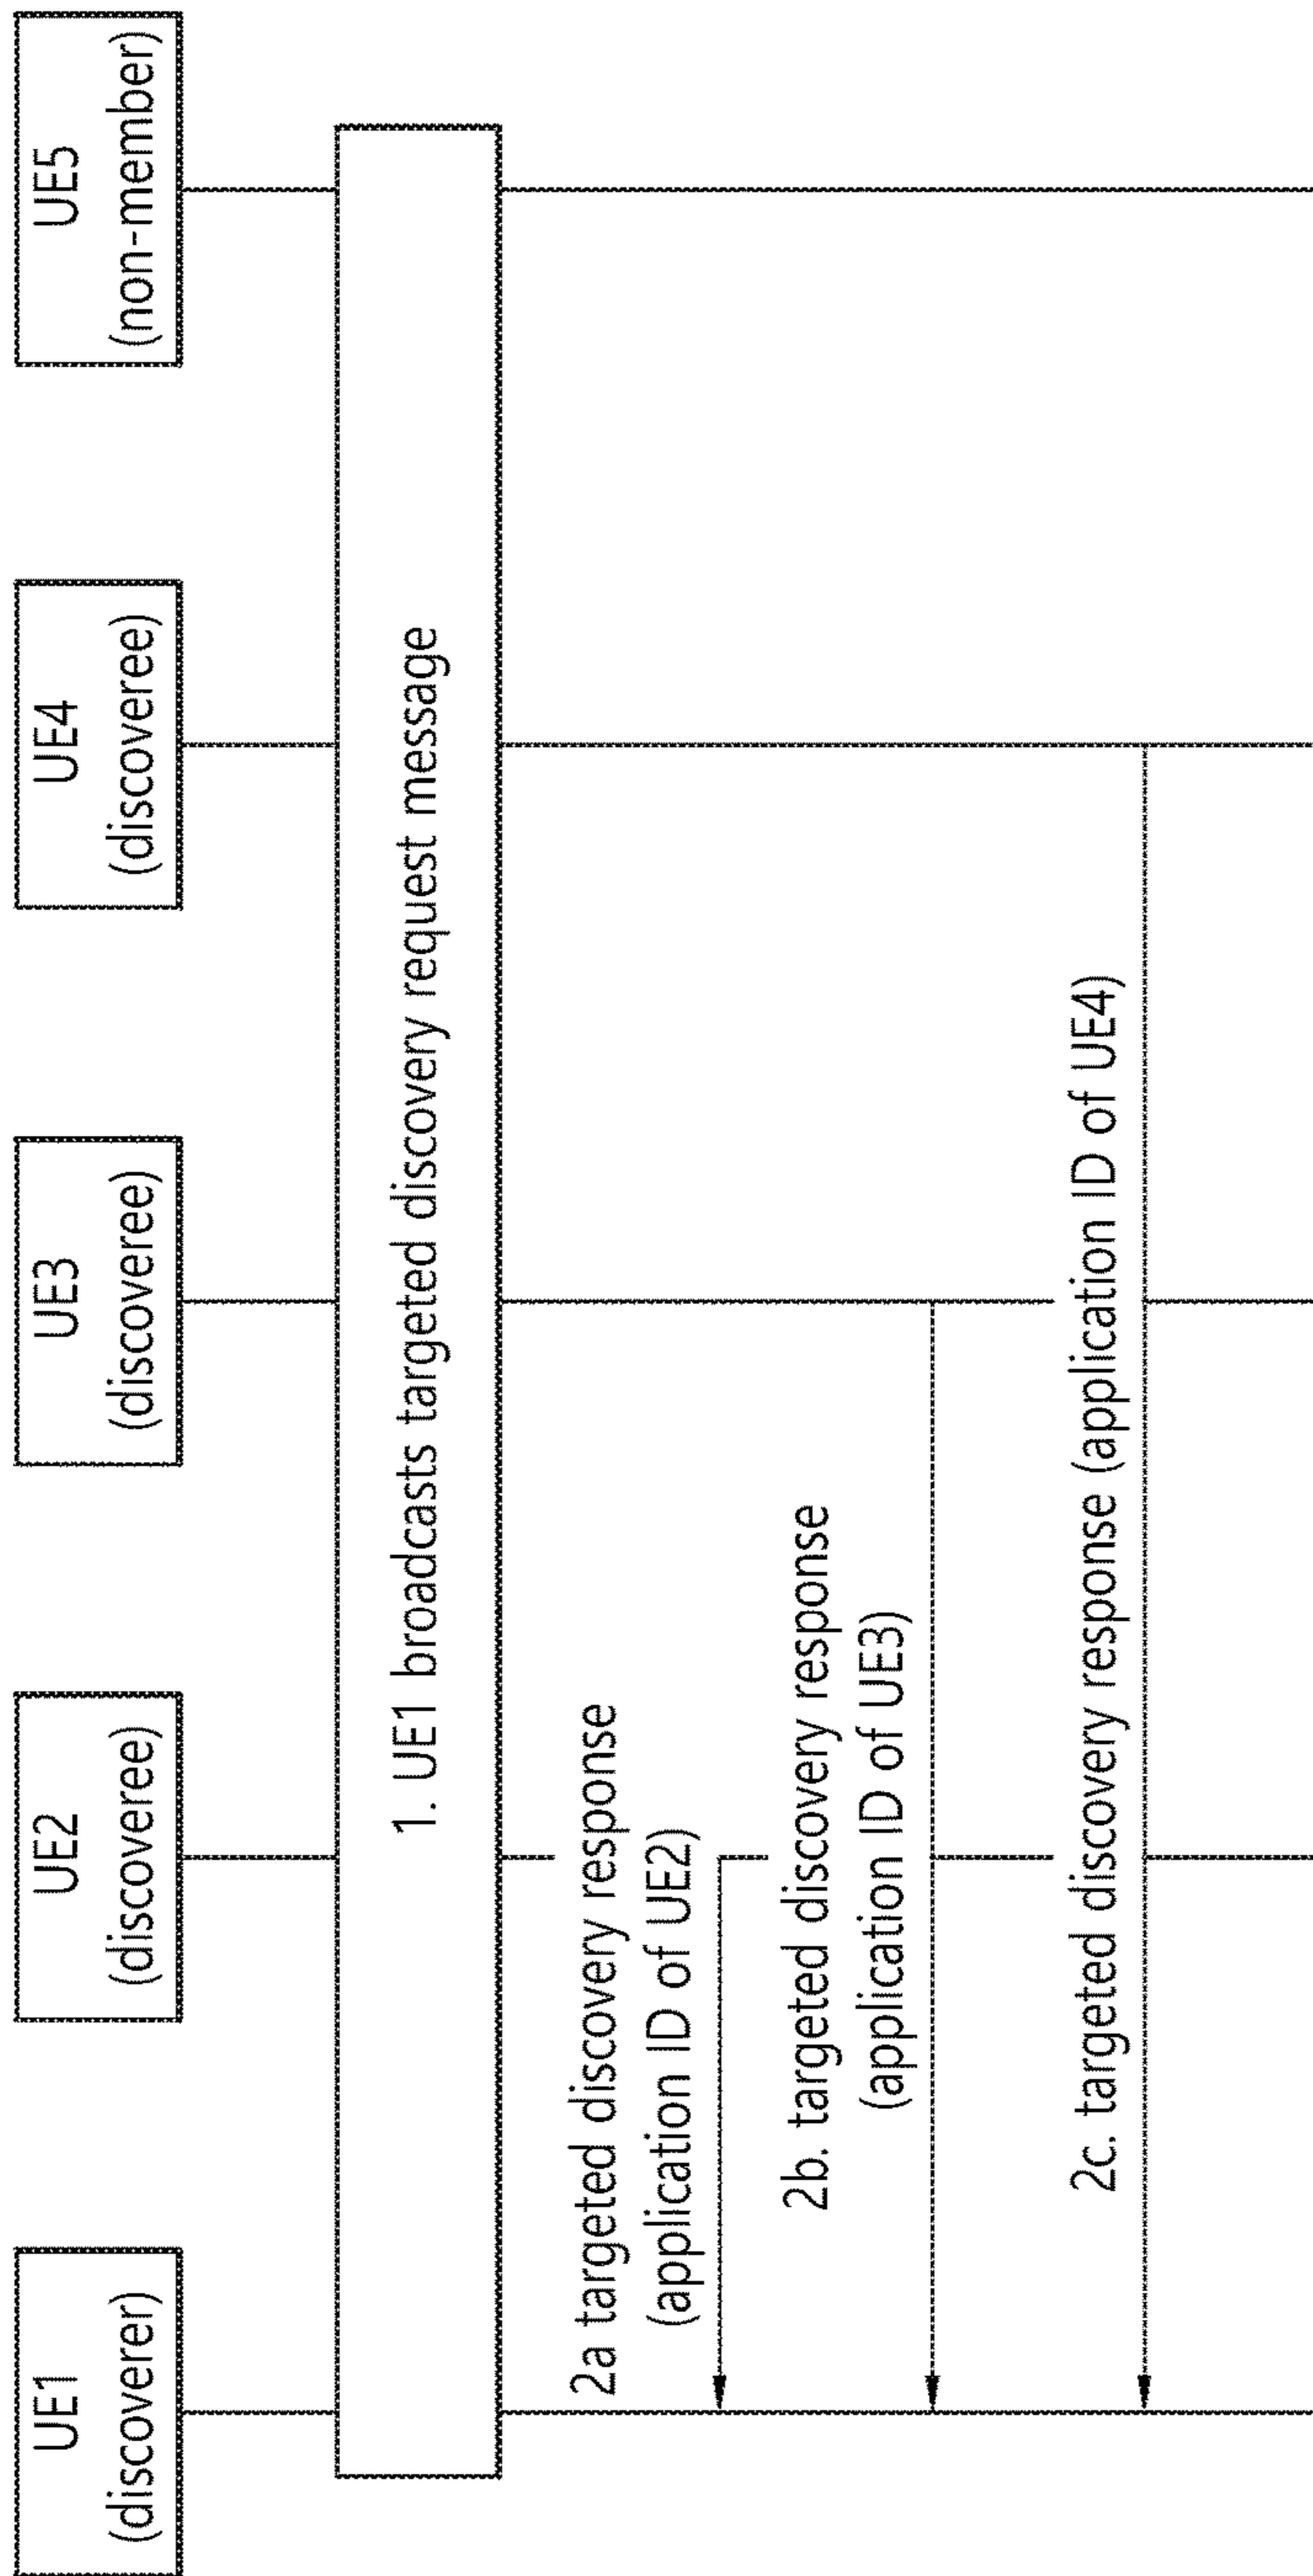 UE1
(discoverer)
UE2
(discoveree)
UE3
(discoveree)
UE4
(discoveree)
UE5
(non-member)
1. UE1 broadcasts targeted discovery request message
2a targeted discovery response
(application ID of UE2)
2b. targeted discovery response
(application ID of UE3)
2c. targeted discovery response (application ID of UE4)